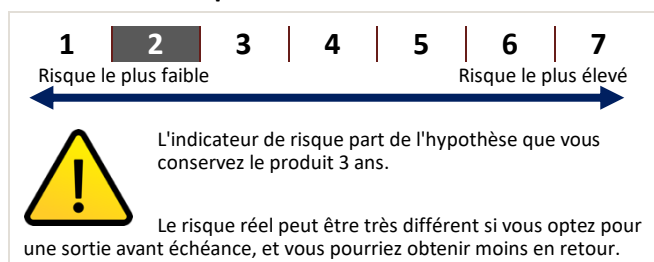 1 2 3 4 5 6 7
Risque le plus faible Risque le plus élevé
L'indicateur de risque part de l'hypothèse que vous
conservez le produit 3 ans.
Le risque réel peut être très différent si vous optez pour
une sortie avant échéance, et vous pourriez obtenir moins en retour.